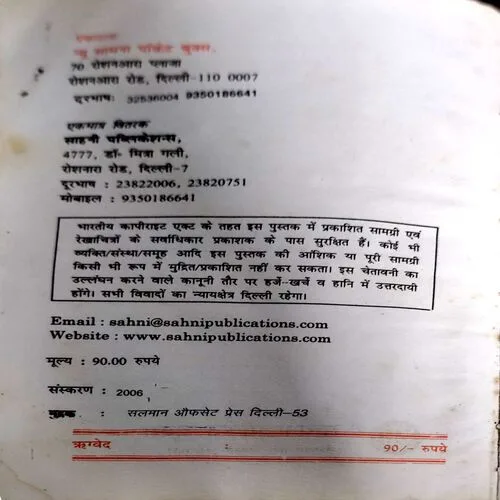 प्रकाशक
न्यू साधना पॉकेट बुक्स,
70 रोशनआरा प्लाजा
रोशनआरा रोड, दिल्ली-110 0007
दूरभाष: 32536004 9350186641
एकमात्र वितरक
साहनी पब्लिकेशन्स,
4777, डॉ॰ मित्रा गली,
रोशनारा रोड, दिल्ली-7
दूरभाष : 23822006, 23820751
मोबाइल : 9350186641
भारतीय कापीराइट एक्ट के तहत इस पुस्तक में प्रकाशित सामग्री एवं
रेखाचित्रों के सर्वाधिकार प्रकाशक के पास सुरक्षित हैं। कोई भी
व्यक्ति/संस्था/समूह आदि इस पुस्तक की आंशिक या पूरी सामग्री
किसी भी रूप में मुद्रित/प्रकाशित नहीं कर सकता। इस चेतावनी का
उल्लंघन करने वाले कानूनी तौर पर हर्जे-खर्चे व हानि में उत्तरदायी
होंगे। सभी विवादों का न्यायक्षेत्र दिल्ली रहेगा।
Email : sahni@sahnipublications.com
Website : www.sahnipublications.com
मूल्य : 90.00 रुपये
संस्करण : 2006
मुद्रक : सलमान ऑफसेट प्रेस दिल्ली-53
ऋग्वेद : 90/- रुपये